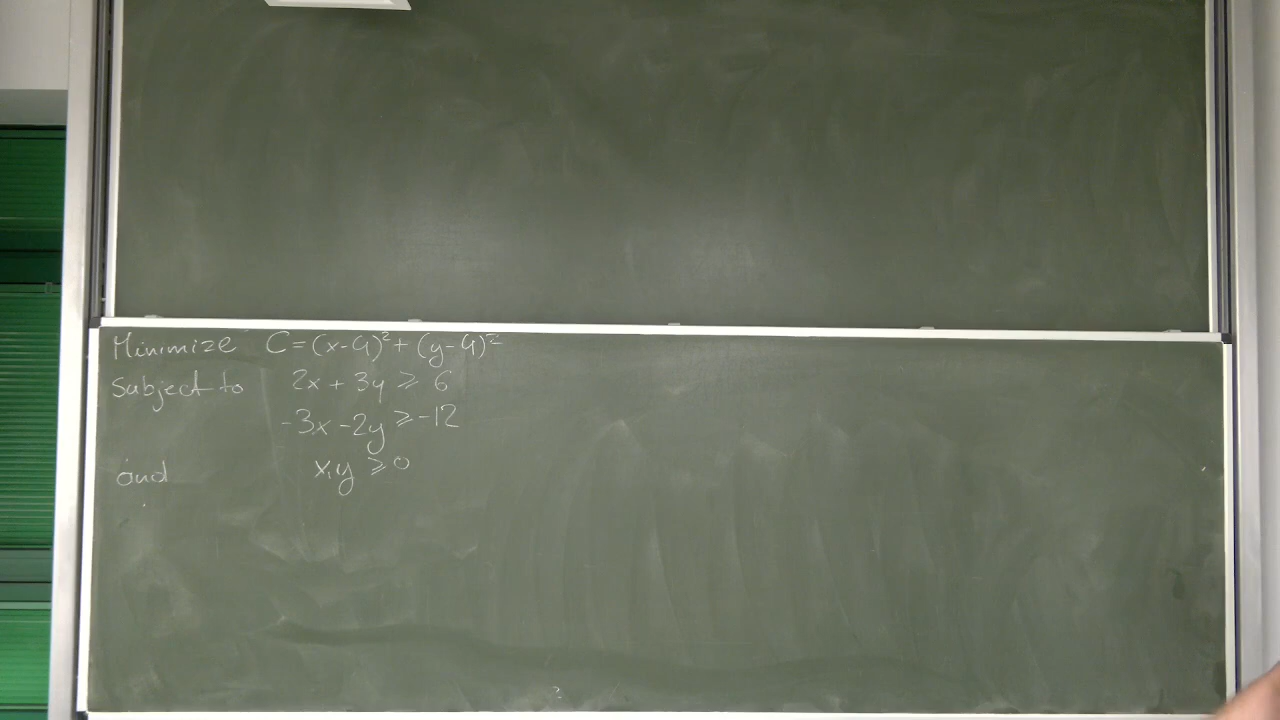 Minimize C = (x-4)² + (y-4)²
Subject to 2x + 3y ≥ 6
-3x - 2y ≥ -12
and x, y ≥ 0